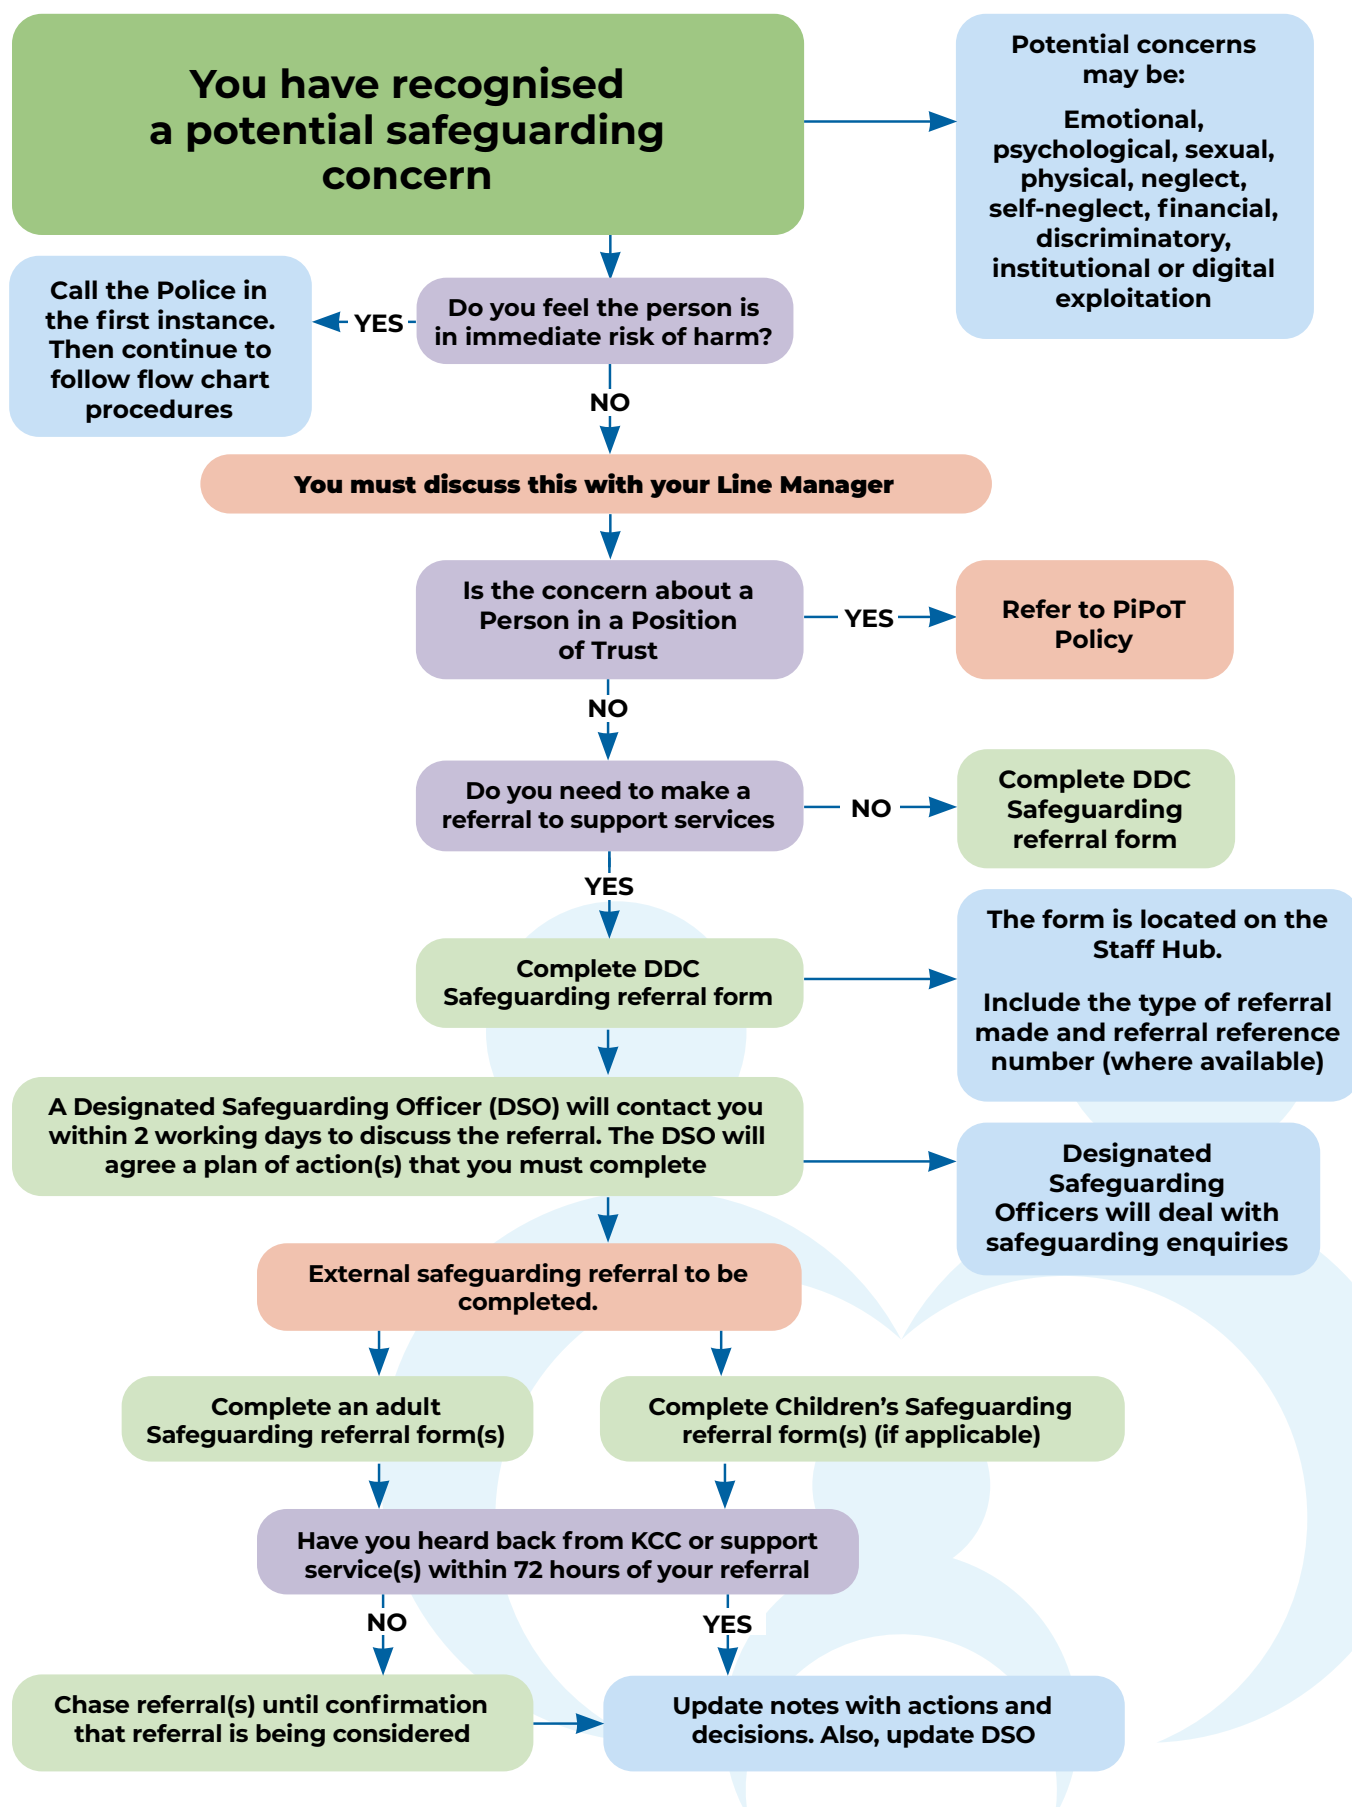 You have recognised
a potential safeguarding
concern
Potential concerns
may be:
Emotional,
psychological, sexual,
physical, neglect,
self-neglect, financial,
discriminatory,
institutional or digital
exploitation
Call the Police in
the first instance.
Then continue to
follow flow chart
procedures
YES
Do you feel the person is
in immediate risk of harm?
NO
You must discuss this with your Line Manager
Is the concern about a
Person in a Position
of Trust
YES
Refer to PiPoT
Policy
NO
Do you need to make a
referral to support services
NO
Complete DDC
Safeguarding
referral form
YES
Complete DDC
Safeguarding referral form
The form is located on the
Staff Hub.
Include the type of referral
made and referral reference
number (where available)
A Designated Safeguarding Officer (DSO) will contact you
within 2 working days to discuss the referral. The DSO will
agree a plan of action(s) that you must complete
Designated
Safeguarding
Officers will deal with
safeguarding enquiries
External safeguarding referral to be
completed.
Complete an adult
Safeguarding referral form(s)
Complete Children’s Safeguarding
referral form(s) (if applicable)
Have you heard back from KCC or support
service(s) within 72 hours of your referral
NO
YES
Chase referral(s) until confirmation
that referral is being considered
Update notes with actions and
decisions. Also, update DSO